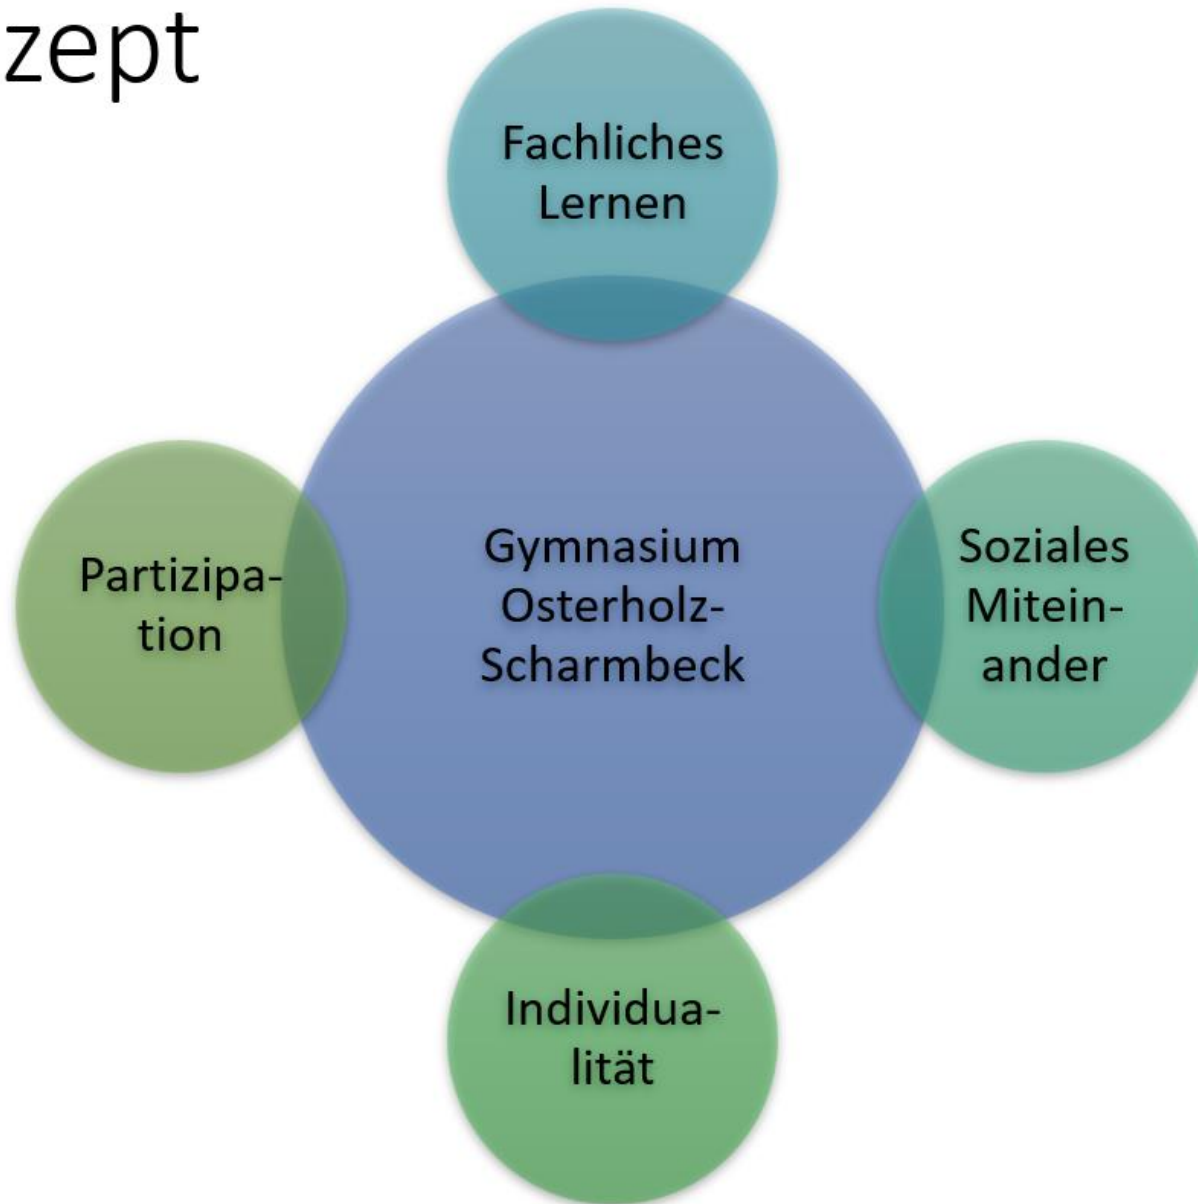 zept
Fachliches
Lernen
Partizipa-
tion
Gymnasium
Osterholz-
Scharmbeck
Soziales
Mitein-
ander
Individua-
lität